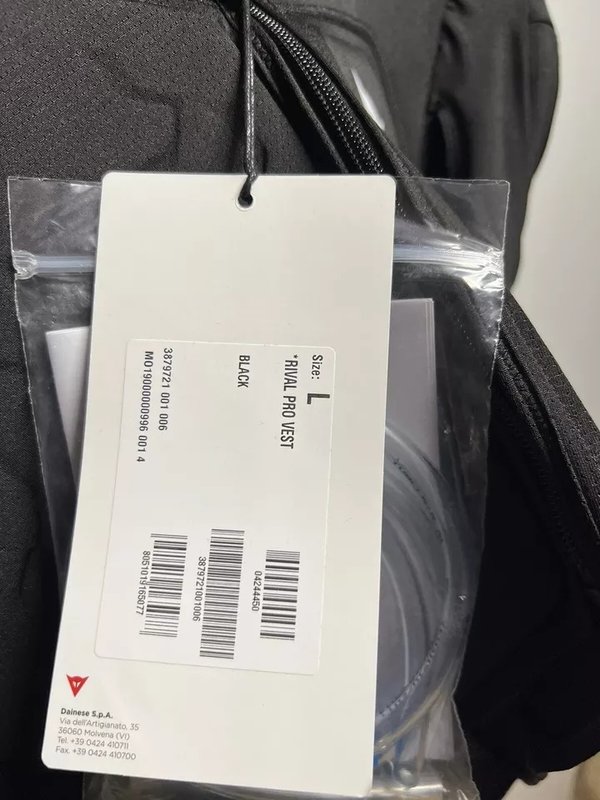 Size: L
*RIVAL PRO VEST
BLACK
3879721 001 006
MO19000000996 001 4
04244450
3879721001006
8051019165077
Dainese S.p.A.
Via dell'Artigianato, 35
36060 Molvena (VI)
Tel. +39 0424 410711
Fax. +39 0424 410700